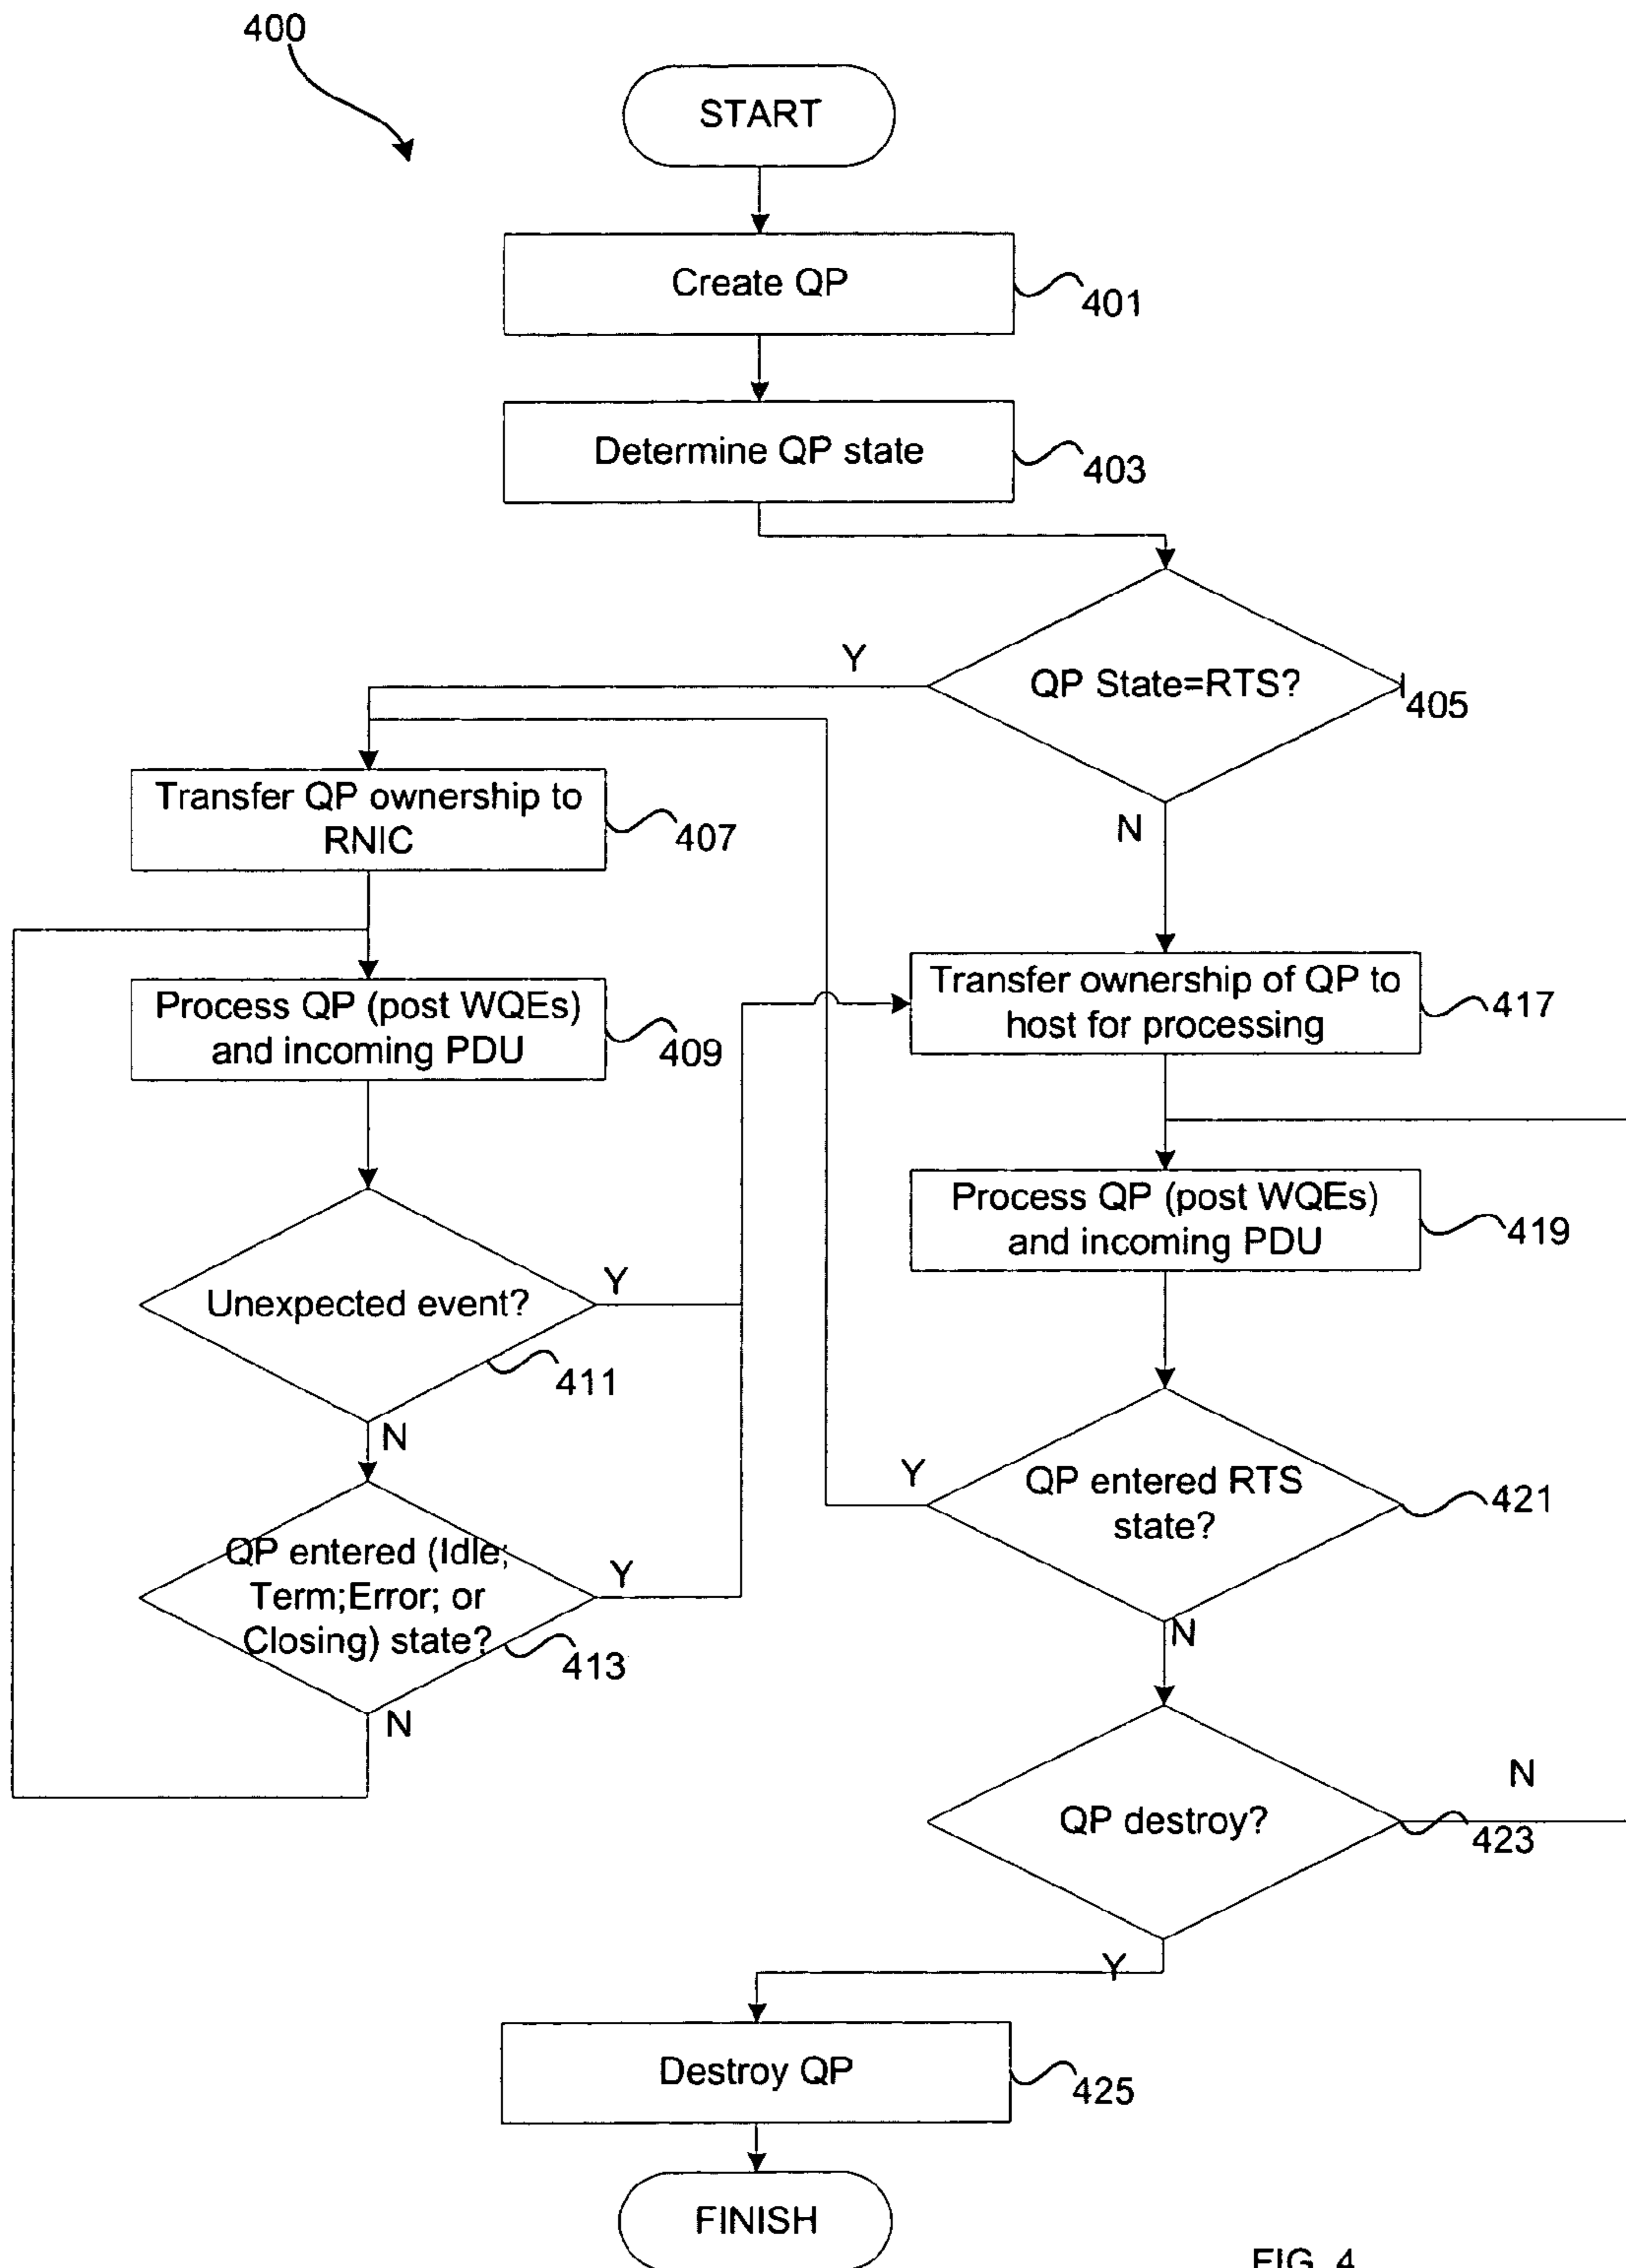 400
START
Create QP
401
Determine QP state
403
Y
QP State=RTS?
405
N
Transfer QP ownership to
RNIC
407
Process QP (post WQEs)
and incoming PDU
409
Transfer ownership of QP to
host for processing
417
Process QP (post WQEs)
and incoming PDU
419
Unexpected event?
Y
411
N
QP entered (Idle;
Term;Error; or
Closing) state?
Y
413
N
Y
QP entered RTS
state?
421
N
QP destroy?
N
423
Y
Destroy QP
425
FINISH
FIG. 4